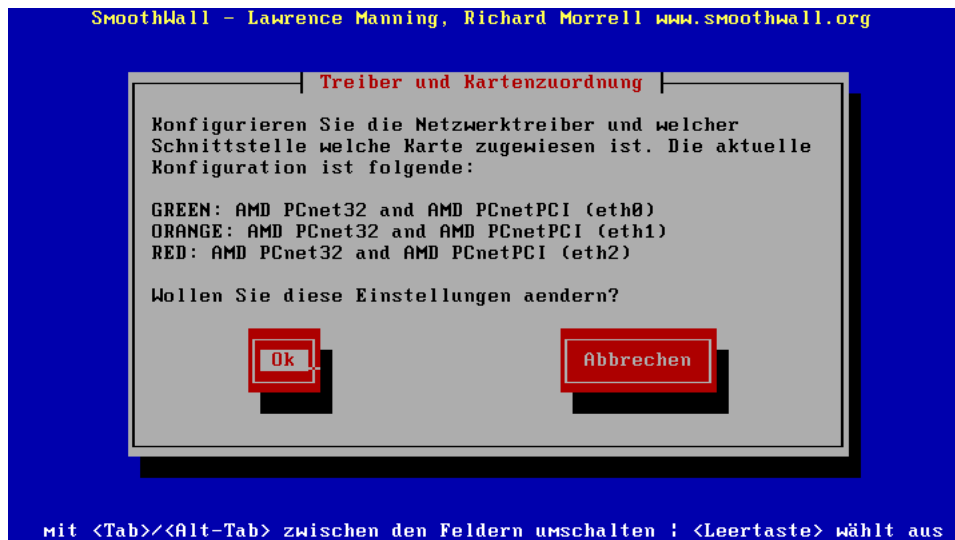 SmoothWall - Lawrence Manning, Richard Morrell www.smoothwall.org
Treiber und Kartenzuordnung
Konfigurieren Sie die Netzwerktreiber und welcher
Schnittstelle welche Karte zugewiesen ist. Die aktuelle
Konfiguration ist folgende:
GREEN: AMD PCnet32 and AMD PCnetPCI (eth0)
ORANGE: AMD PCnet32 and AMD PCnetPCI (eth1)
RED: AMD PCnet32 and AMD PCnetPCI (eth2)
Wollen Sie diese Einstellungen aendern?
Ok Abbrechen
mit <Tab>/<Alt-Tab> zwischen den Feldern umschalten ¦ <Leertaste> wählt aus